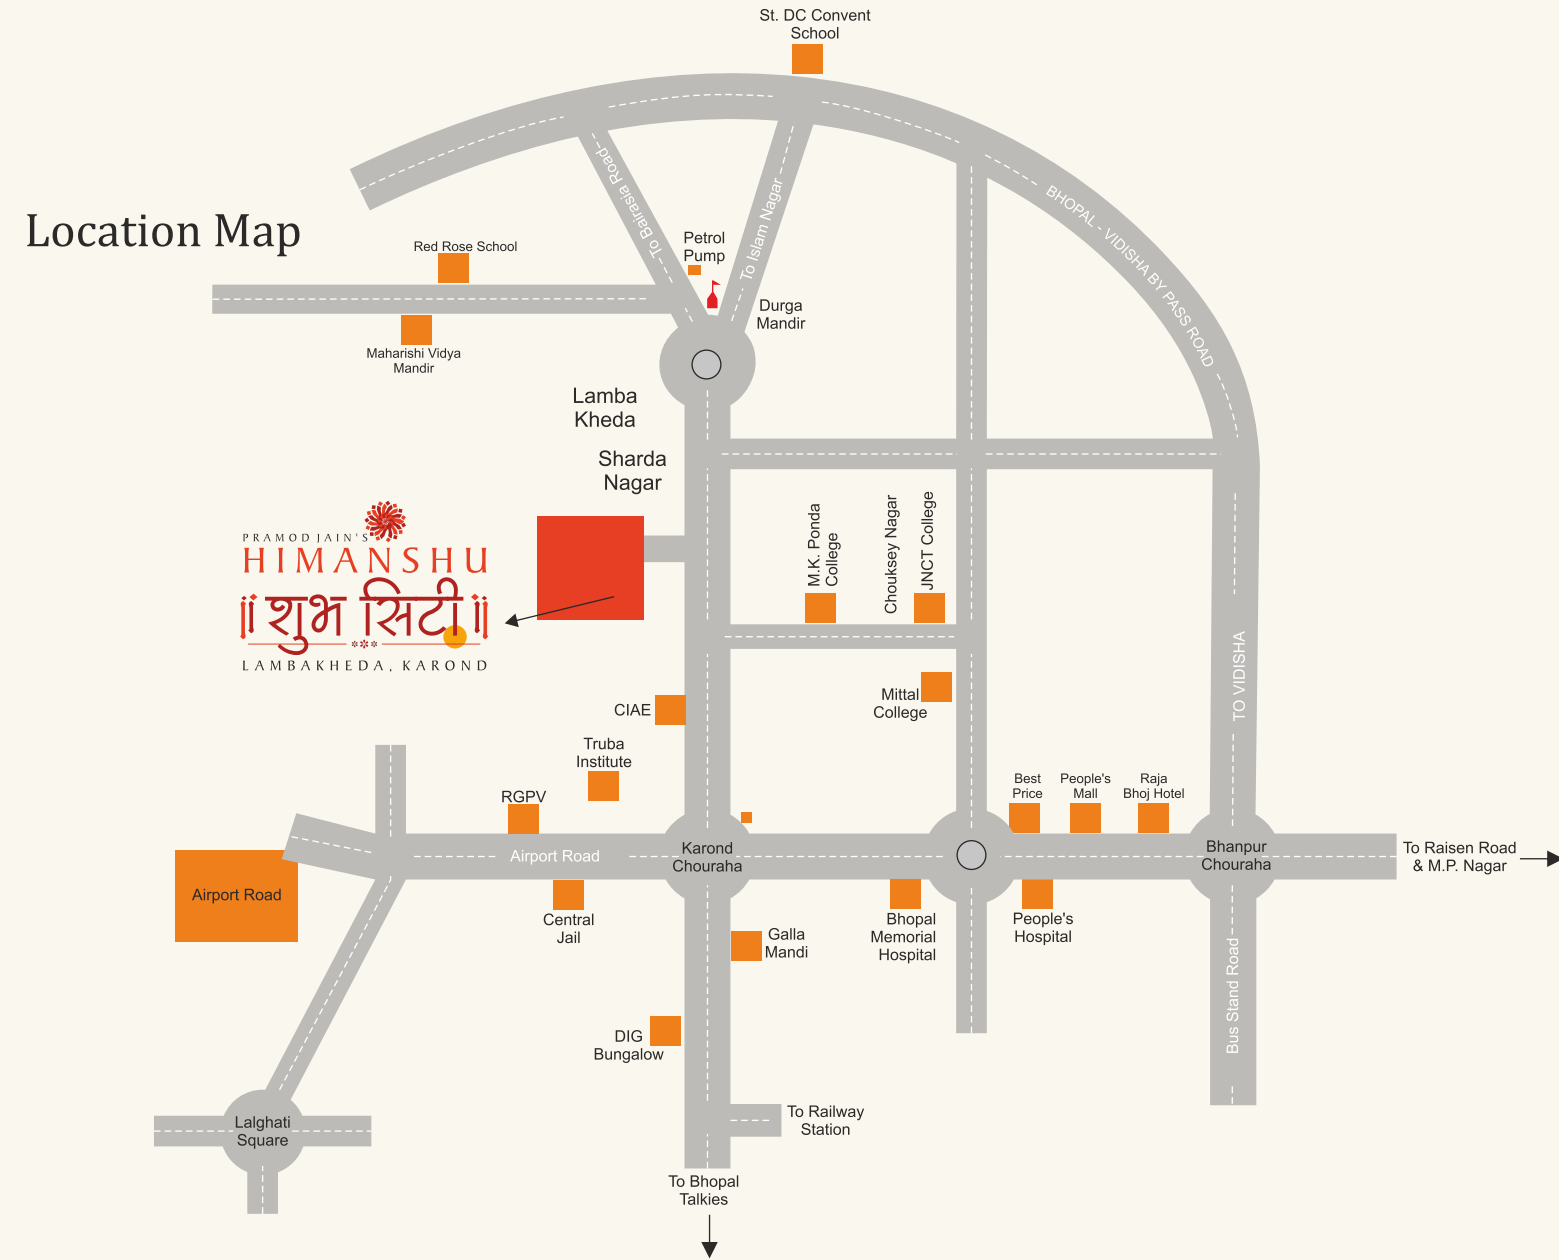 St. DC Convent
School
BHOPAL - VIDISHA BY PASS ROAD
To Bairasia Road
To Islam Nagar
Location Map
Red Rose School
Petrol
Pump
Durga
Mandir
Maharishi Vidya
Mandir
Lamba
Kheda
Sharda
Nagar
PRAMOD JAIN'S
HIMANSHU
शुभ सिटी
LAMBAKHEDA, KAROND
M.K. Ponda
College
Chouksey Nagar
JNCT College
TO VIDISHA
CIAE
Mittal
College
Truba
Institute
RGPV
Best
Price
People's
Mall
Raja
Bhoj Hotel
Airport Road
Karond
Chouraha
Bhanpur
Chouraha
To Raisen Road
& M.P. Nagar
Airport Road
Central
Jail
Galla
Mandi
Bhopal
Memorial
Hospital
People's
Hospital
Bus Stand Road
DIG
Bungalow
Lalghati
Square
To Railway
Station
To Bhopal
Talkies